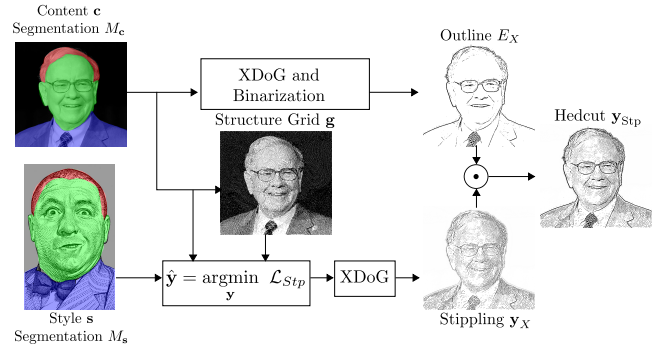 Content c
Segmentation M_c
XDoG and
Binarization
Outline E_X
Structure Grid g
Hedcut y_Stp
ŷ = argmin L_Stp
y
XDoG
Style s
Segmentation M_s
Stippling y_X